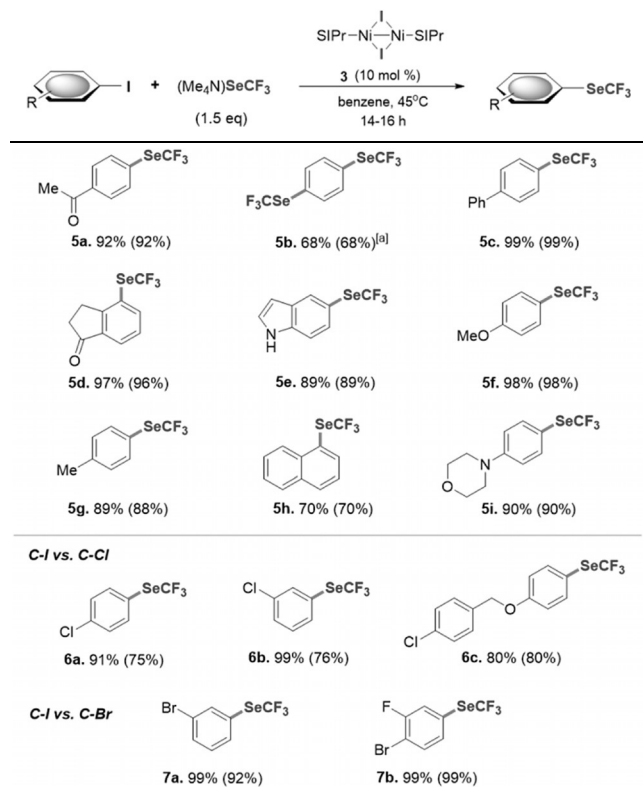 I
SIPr-Ni-Ni-SIPr
I
R I + (Me4N)SeCF3 3 (10 mol %) R SeCF3
(1.5 eq) benzene, 45°C
14-16 h
Me O SeCF3 F3CSe SeCF3 Ph SeCF3
5a. 92% (92%) 5b. 68% (68%)[a] 5c. 99% (99%)
SeCF3 O N H SeCF3 MeO SeCF3
5d. 97% (96%) 5e. 89% (89%) 5f. 98% (98%)
Me SeCF3 SeCF3 O N SeCF3
5g. 89% (88%) 5h. 70% (70%) 5i. 90% (90%)
C-I vs. C-Cl
Cl SeCF3 Cl SeCF3 Cl O SeCF3
6a. 91% (75%) 6b. 99% (76%) 6c. 80% (80%)
C-I vs. C-Br
Br SeCF3 F Br SeCF3
7a. 99% (92%) 7b. 99% (99%)